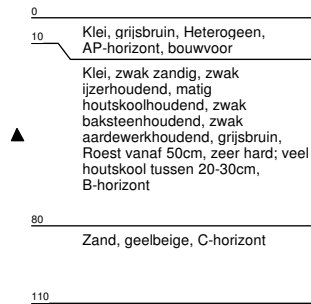 0
Klei, grijsbruin, Heterogeen,
AP-horizont, bouwvoor
10
Klei, zwak zandig, zwak
ijzerhoudend, matig
houtskoolhoudend, zwak
baksteenhoudend, zwak
aardewerkhoudend, grijsbruin,
Roest vanaf 50cm, zeer hard; veel
houtskool tussen 20-30cm,
B-horizont
80
Zand, geelbeige, C-horizont
110